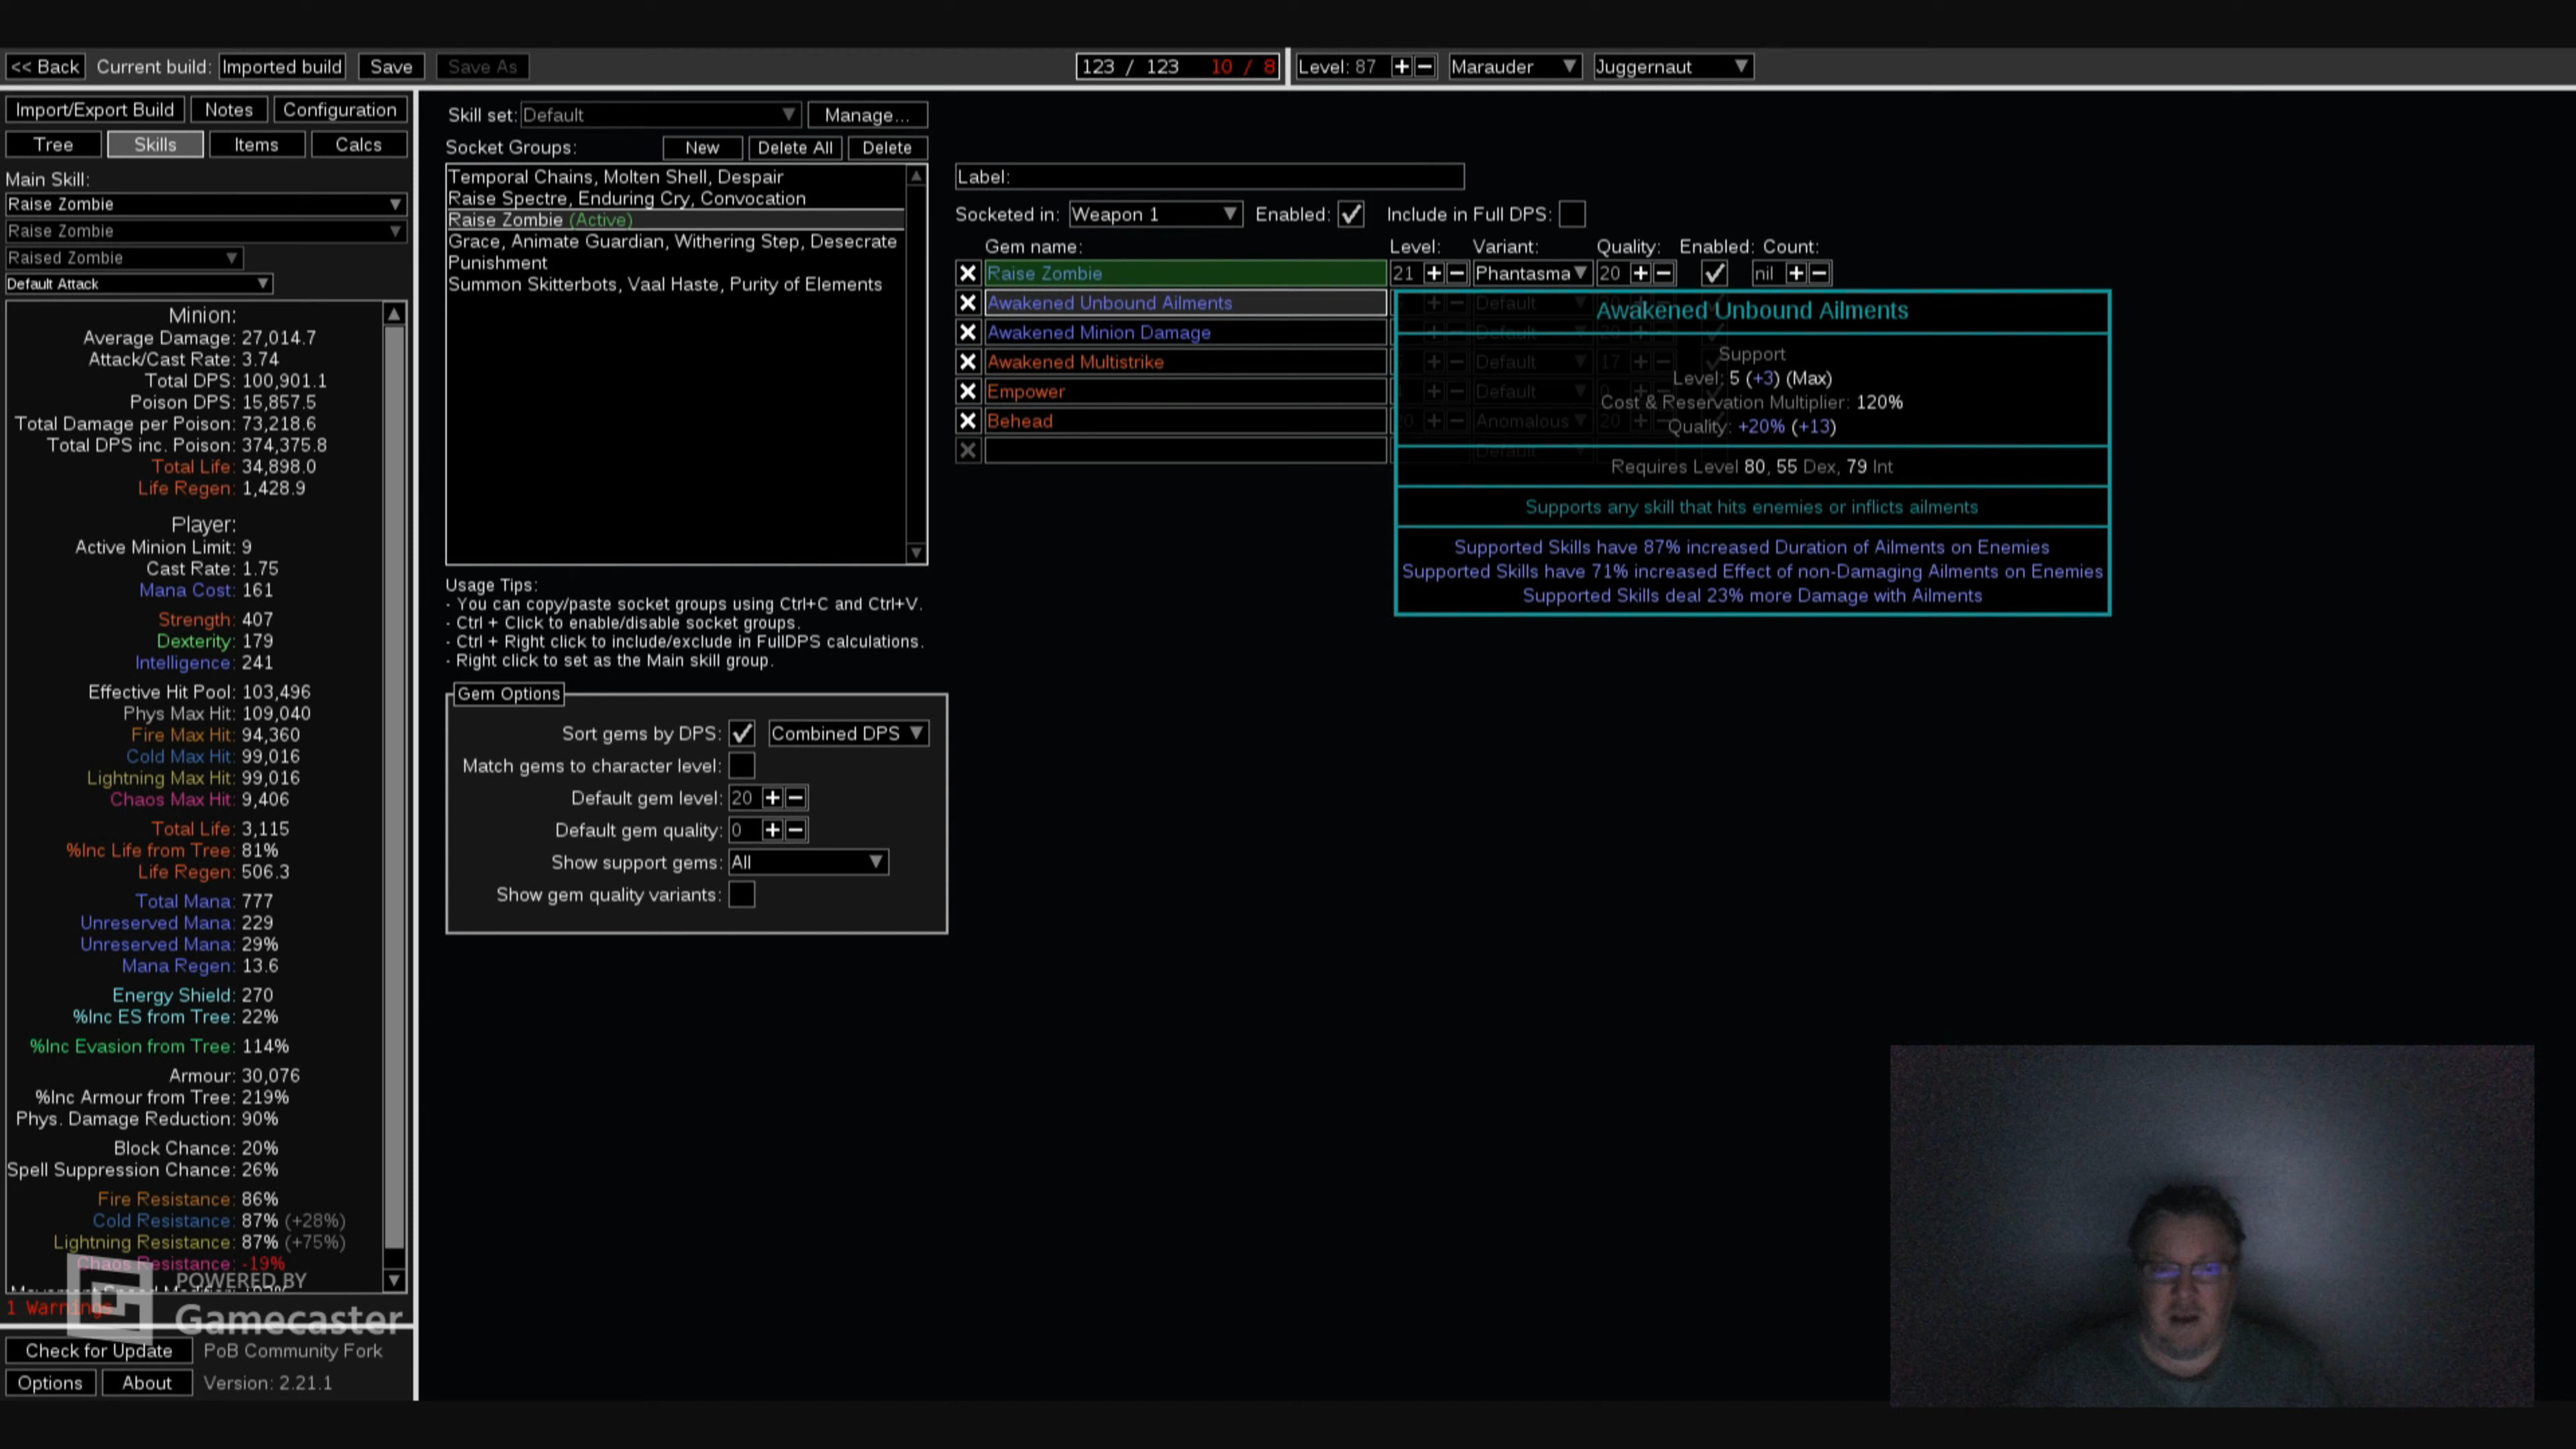 << Back Current build: Imported build Save Save As 123 / 123 10 / 8 Level: 87 + − Marauder Juggernaut
Import/Export Build Notes Configuration
Tree Skills Items Calcs
Main Skill:
Raise Zombie
Raise Zombie
Raised Zombie
Default Attack
Minion:
Average Damage: 27,014.7
Attack/Cast Rate: 3.74
Total DPS: 100,901.1
Poison DPS: 15,857.5
Total Damage per Poison: 73,218.6
Total DPS inc. Poison: 374,375.8
Total Life: 34,898.0
Life Regen: 1,428.9
Player:
Active Minion Limit: 9
Cast Rate: 1.75
Mana Cost: 161
Strength: 407
Dexterity: 179
Intelligence: 241
Effective Hit Pool: 103,496
Phys Max Hit: 109,040
Fire Max Hit: 94,360
Cold Max Hit: 99,016
Lightning Max Hit: 99,016
Chaos Max Hit: 9,406
Total Life: 3,115
%Inc Life from Tree: 81%
Life Regen: 506.3
Total Mana: 777
Unreserved Mana: 229
Unreserved Mana: 29%
Mana Regen: 13.6
Energy Shield: 270
%Inc ES from Tree: 22%
%Inc Evasion from Tree: 114%
Armour: 30,076
%Inc Armour from Tree: 219%
Phys. Damage Reduction: 90%
Block Chance: 20%
Spell Suppression Chance: 26%
Fire Resistance: 86%
Cold Resistance: 87% (+28%)
Lightning Resistance: 87% (+75%)
Chaos Resistance: -19%
POWERED BY
Gamecaster
1 Warnings
Check for Update PoB Community Fork
Options About Version: 2.21.1
Skill set: Default Manage...
Socket Groups: New Delete All Delete
Temporal Chains, Molten Shell, Despair
Raise Spectre, Enduring Cry, Convocation
Raise Zombie (Active)
Grace, Animate Guardian, Withering Step, Desecrate
Punishment
Summon Skitterbots, Vaal Haste, Purity of Elements
Usage Tips:
- You can copy/paste socket groups using Ctrl+C and Ctrl+V.
- Ctrl + Click to enable/disable socket groups.
- Ctrl + Right click to include/exclude in FullDPS calculations.
- Right click to set as the Main skill group.
Gem Options
Sort gems by DPS: Combined DPS
Match gems to character level:
Default gem level: 20 + −
Default gem quality: 0 + −
Show support gems: All
Show gem quality variants:
Label:
Socketed in: Weapon 1 Enabled: Include in Full DPS:
Gem name: Level: Variant: Quality: Enabled: Count:
Raise Zombie 21 + − Phantasma 20 + − nil + −
Awakened Unbound Ailments Default
Awakened Minion Damage Default
Awakened Multistrike Default 17
Empower Default
Behead Anomalous 20
Default
Awakened Unbound Ailments
Support
Level: 5 (+3) (Max)
Cost & Reservation Multiplier: 120%
Quality: +20% (+13)
Requires Level 80, 55 Dex, 79 Int
Supports any skill that hits enemies or inflicts ailments
Supported Skills have 87% increased Duration of Ailments on Enemies
Supported Skills have 71% increased Effect of non-Damaging Ailments on Enemies
Supported Skills deal 23% more Damage with Ailments